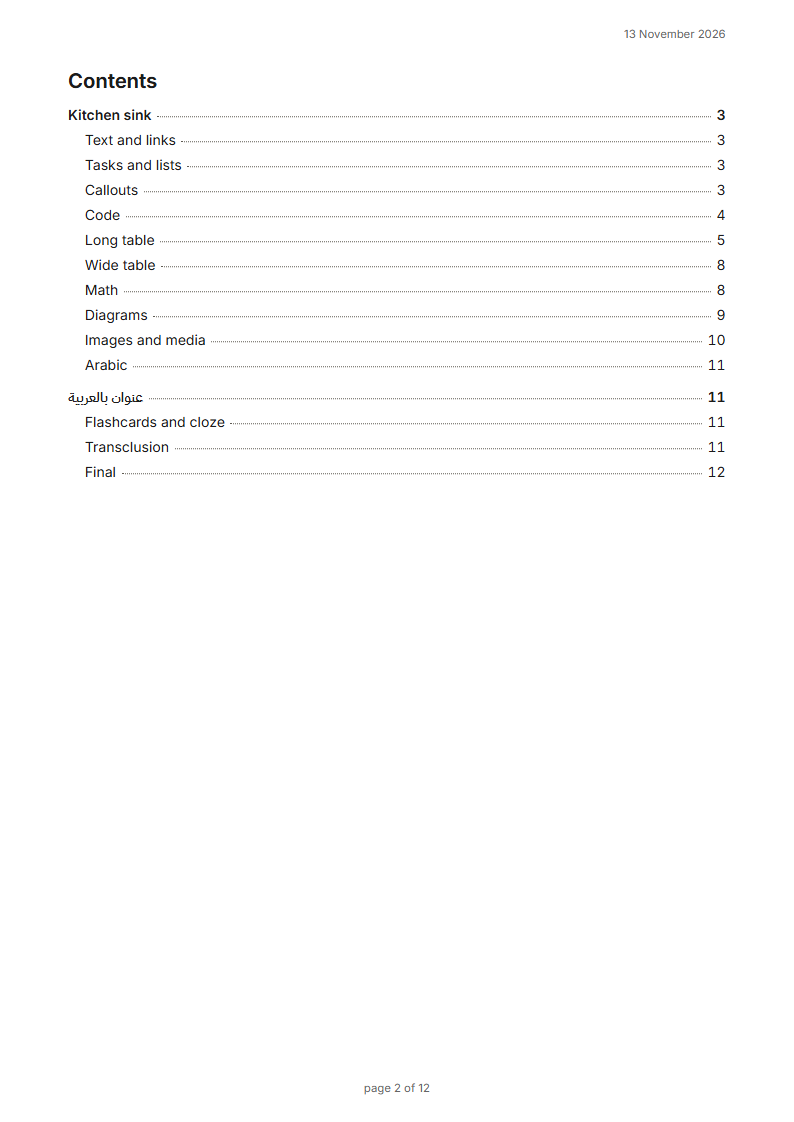 13 November 2026
Contents
Kitchen sink 3
Text and links 3
Tasks and lists 3
Callouts 3
Code 4
Long table 5
Wide table 8
Math 8
Diagrams 9
Images and media 10
Arabic 11
عنوان بالعربية 11
Flashcards and cloze 11
Transclusion 11
Final 12
page 2 of 12